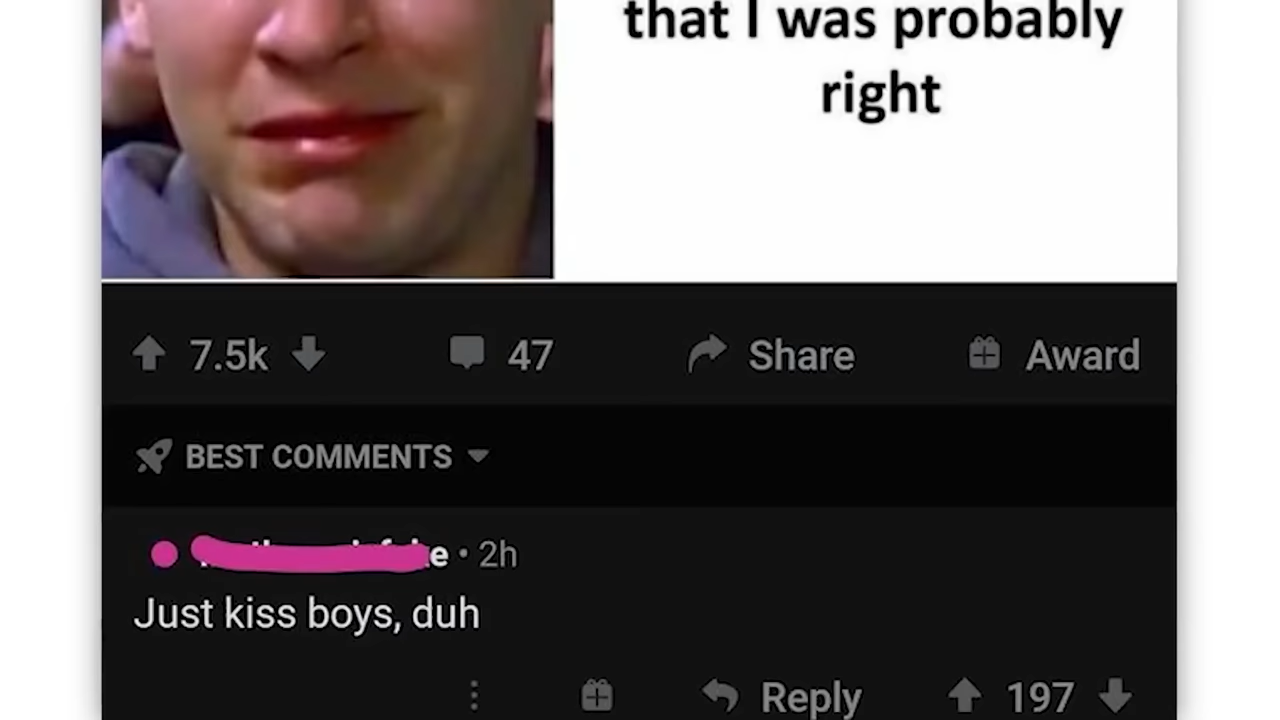 that I was probably
right
7.5k
47
Share
Award
BEST COMMENTS
• 2h
Just kiss boys, duh
Reply
197